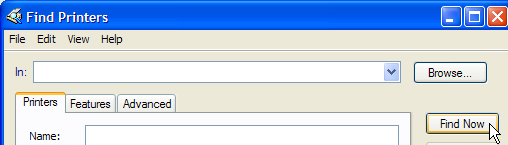 Find Printers
File Edit View Help
In: Browse...
Printers Features Advanced
Find Now
Name: